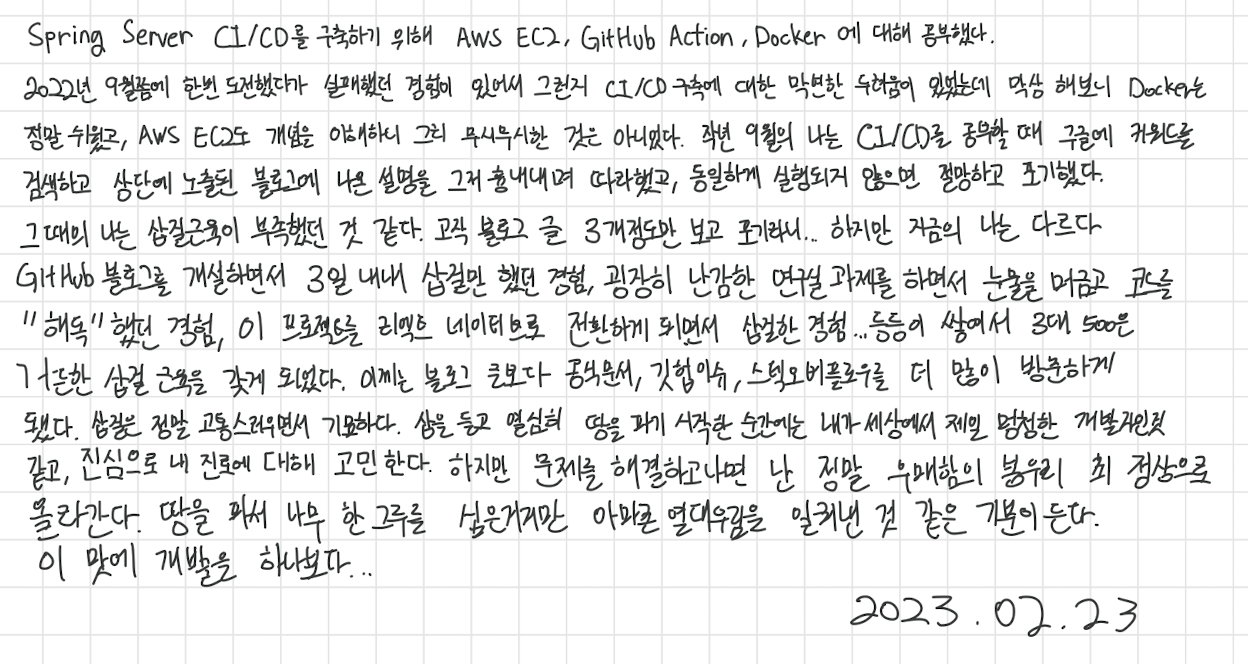 Spring Server CI/CD를 구축하기 위해 AWS EC2, GitHub Action, Docker 에 대해 공부했다.
2022년 9월쯤에 한번 도전했다가 실패했던 경험이 있어서 그런지 CI/CD 구축에 대한 막연한 두려움이 있었는데 막상 해보니 Docker는
정말 쉬웠고, AWS EC2도 개념을 이해하니 그리 무시무시한 것은 아니었다. 작년 9월의 나는 CI/CD를 공부할 때 구글에 키워드를
검색하고 상단에 노출된 블로그에 나온 설명을 그저 흉내내며 따라했고, 동일하게 실행되지 않으면 절망하고 포기했다.
그때의 나는 삽질근육이 부족했던 것 같다. 고작 블로그 글 3개정도만 보고 포기라니... 하지만 지금의 나는 다르다
GitHub 블로그를 개설하면서 3일 내내 삽질만 했던 경험, 굉장히 난감한 연구실 과제를 하면서 눈물을 머금고 코드를
"해독"했던 경험, 이 프로젝트를 리액트 네이티브로 전환하게 되면서 삽질한 경험...등등이 쌓여서 3대 500은
거뜬한 삽질 근육을 갖게 되었다. 이제는 블로그 글보다 공식문서, 깃헙이슈, 스택오버플로우를 더 많이 방문하게
됐다. 삽질은 정말 고통스러우면서 기묘하다. 삽을 들고 열심히 땅을 파기 시작한 순간에는 내가 세상에서 제일 멍청한 개발자인것
같고, 진심으로 내 진로에 대해 고민한다. 하지만 문제를 해결하고나면 난 정말 우매함의 봉우리 최 정상으로
올라간다. 땅을 파서 나무 한 그루를 심은거지만 아마존 열대우림을 일궈낸 것 같은 기분이 든다.
이 맛에 개발을 하나보다...
2023.02.23